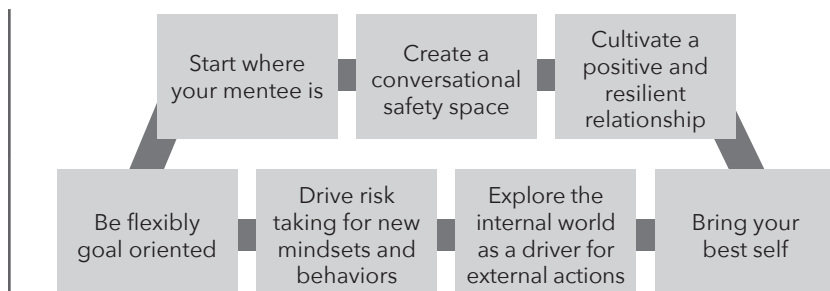 Start where
your mentee is
Create a
conversational
safety space
Cultivate a
positive and
resilient
relationship
Be flexibly
goal oriented
Drive risk
taking for new
mindsets and
behaviors
Explore the
internal world
as a driver for
external actions
Bring your
best self